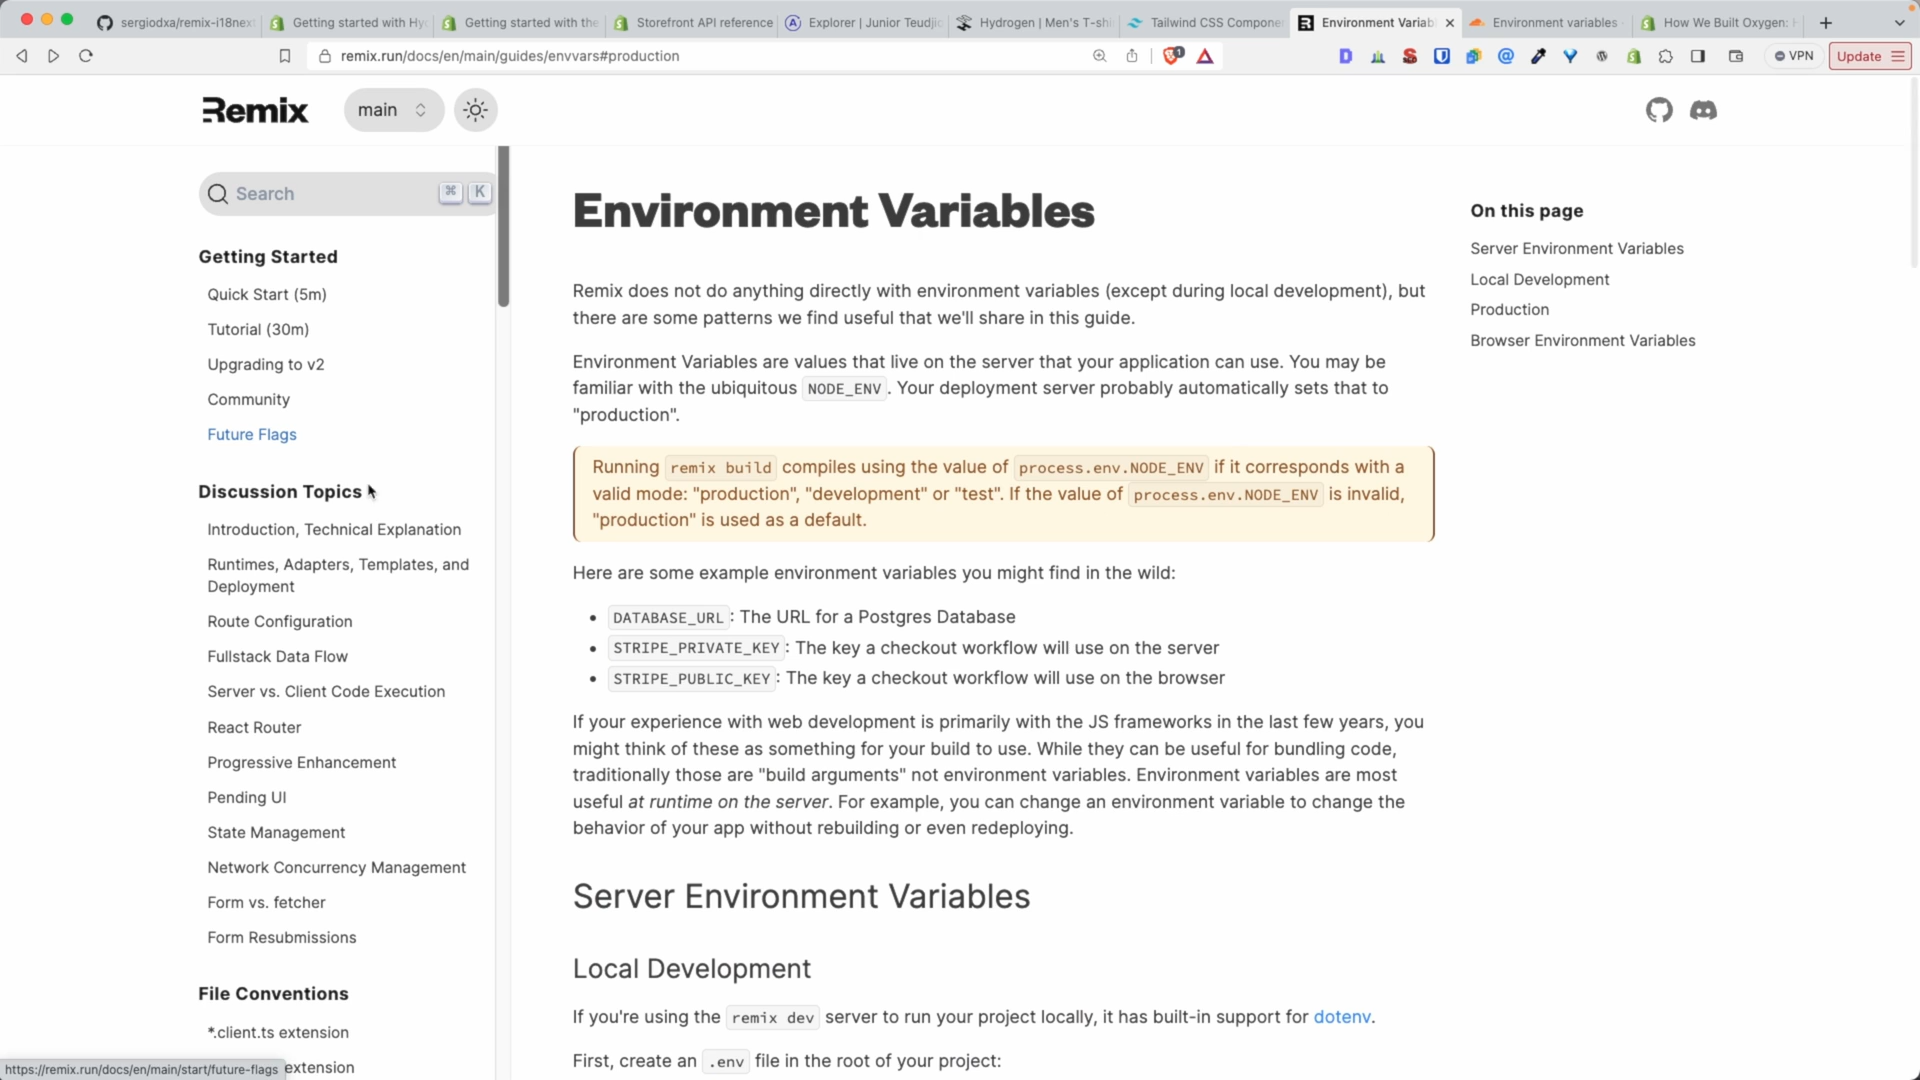 sergiodxa/remix-i18nex
Getting started with Hy
Getting started with the
Storefront API reference
Explorer | Junior Teudji
Hydrogen | Men's T-shi
Tailwind CSS Componen
Environment Variab
Environment variables
How We Built Oxygen: H
remix.run/docs/en/main/guides/envvars#production
1
VPN
Update
Remix
main
Search
⌘ K
Getting Started
Quick Start (5m)
Tutorial (30m)
Upgrading to v2
Community
Future Flags
Discussion Topics
Introduction, Technical Explanation
Runtimes, Adapters, Templates, and
Deployment
Route Configuration
Fullstack Data Flow
Server vs. Client Code Execution
React Router
Progressive Enhancement
Pending UI
State Management
Network Concurrency Management
Form vs. fetcher
Form Resubmissions
File Conventions
*.client.ts extension
extension
https://remix.run/docs/en/main/start/future-flags
Environment Variables
Remix does not do anything directly with environment variables (except during local development), but
there are some patterns we find useful that we'll share in this guide.
Environment Variables are values that live on the server that your application can use. You may be
familiar with the ubiquitous NODE_ENV. Your deployment server probably automatically sets that to
"production".
Running remix build compiles using the value of process.env.NODE_ENV if it corresponds with a
valid mode: "production", "development" or "test". If the value of process.env.NODE_ENV is invalid,
"production" is used as a default.
Here are some example environment variables you might find in the wild:
• DATABASE_URL: The URL for a Postgres Database
• STRIPE_PRIVATE_KEY: The key a checkout workflow will use on the server
• STRIPE_PUBLIC_KEY: The key a checkout workflow will use on the browser
If your experience with web development is primarily with the JS frameworks in the last few years, you
might think of these as something for your build to use. While they can be useful for bundling code,
traditionally those are "build arguments" not environment variables. Environment variables are most
useful at runtime on the server. For example, you can change an environment variable to change the
behavior of your app without rebuilding or even redeploying.
Server Environment Variables
Local Development
If you're using the remix dev server to run your project locally, it has built-in support for dotenv.
First, create an .env file in the root of your project:
On this page
Server Environment Variables
Local Development
Production
Browser Environment Variables